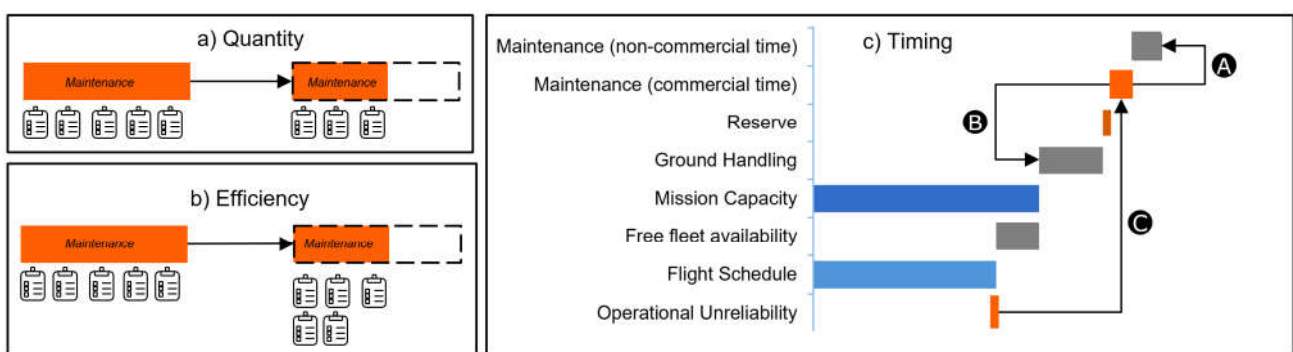 a) Quantity
Maintenance
Maintenance
b) Efficiency
Maintenance
Maintenance
c) Timing
Maintenance (non-commercial time)
Maintenance (commercial time)
Reserve
Ground Handling
Mission Capacity
Free fleet availability
Flight Schedule
Operational Unreliability
A
B
C